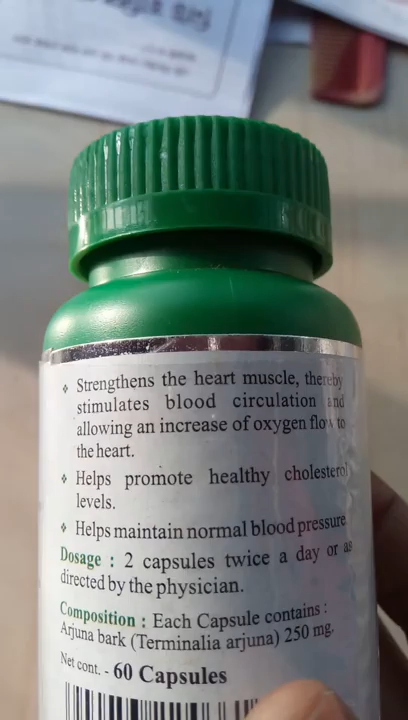 ❖ Strengthens the heart muscle, thereby
stimulates blood circulation and
allowing an increase of oxygen flow to
the heart.
❖ Helps promote healthy cholesterol
levels.
❖ Helps maintain normal blood pressure
Dosage : 2 capsules twice a day or as
directed by the physician.
Composition : Each Capsule contains :
Arjuna bark (Terminalia arjuna) 250 mg.
Net cont. - 60 Capsules